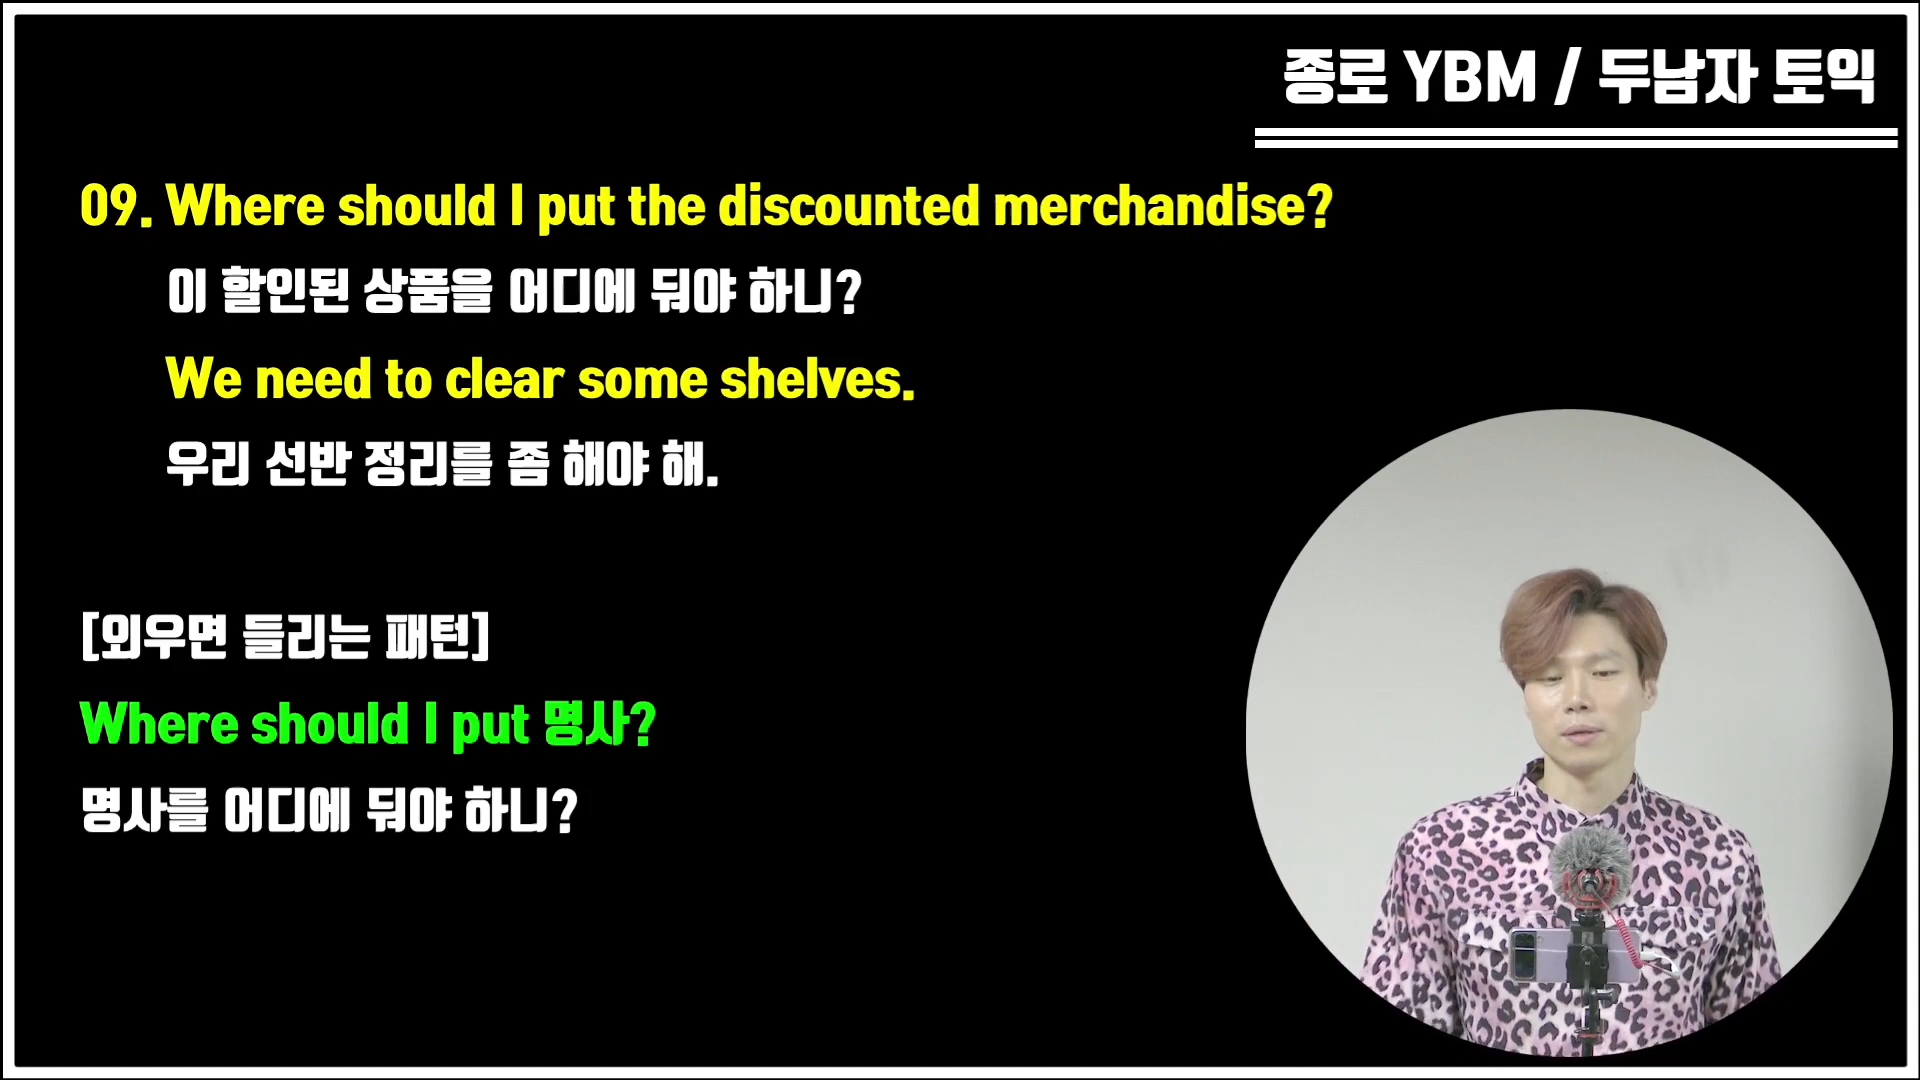 종로 YBM / 두남자 토익
09. Where should I put the discounted merchandise?
이 할인된 상품을 어디에 둬야 하니?
We need to clear some shelves.
우리 선반 정리를 좀 해야 해.
[외우면 들리는 패턴]
Where should I put 명사?
명사를 어디에 둬야 하니?